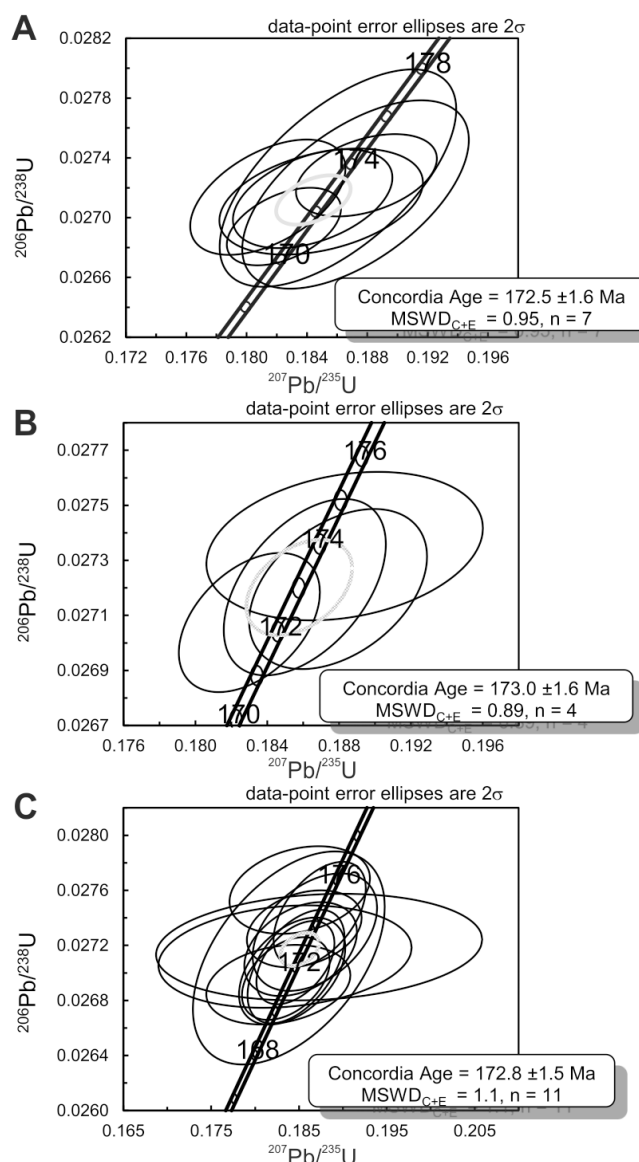 A
data-point error ellipses are 2σ
0.0282
0.0278
0.0274
0.0270
0.0266
0.0262
²⁰⁶Pb/²³⁸U
178
174
170
Concordia Age = 172.5 ±1.6 Ma
MSWD_C+E = 0.95, n = 7
0.172 0.180 0.184 0.188 0.192 0.196
²⁰⁷Pb/²³⁵U
B
data-point error ellipses are 2σ
0.0277
0.0275
0.0273
0.0271
0.0269
0.0267
²⁰⁶Pb/²³⁸U
176
174
172
170
Concordia Age = 173.0 ±1.6 Ma
MSWD_C+E = 0.89, n = 4
0.176 0.180 0.184 0.188 0.192 0.196
²⁰⁷Pb/²³⁵U
C
data-point error ellipses are 2σ
0.0280
0.0276
0.0272
0.0268
0.0264
0.0260
²⁰⁶Pb/²³⁸U
176
172
168
Concordia Age = 172.8 ±1.5 Ma
MSWD_C+E = 1.1, n = 11
0.165 0.175 0.185 0.195 0.205
²⁰⁷Pb/²³⁵U